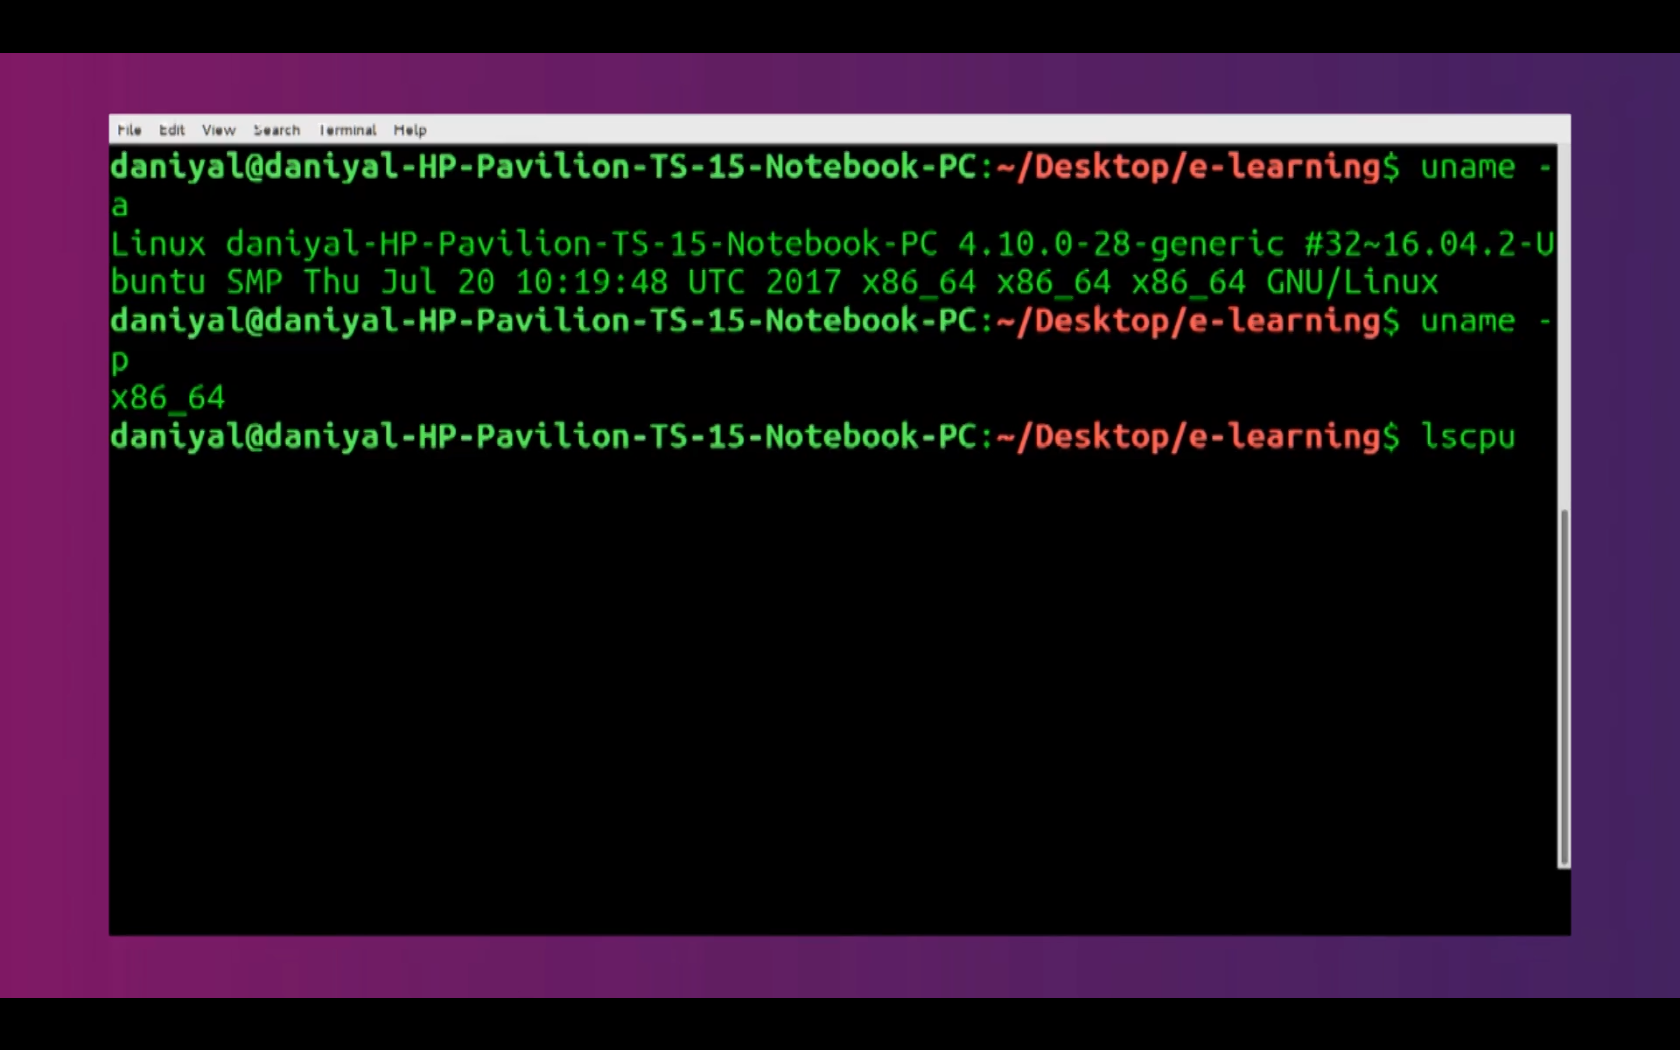 File Edit View Search Terminal Help
daniyal@daniyal-HP-Pavilion-TS-15-Notebook-PC:~/Desktop/e-learning$ uname -
a
Linux daniyal-HP-Pavilion-TS-15-Notebook-PC 4.10.0-28-generic #32~16.04.2-U
buntu SMP Thu Jul 20 10:19:48 UTC 2017 x86_64 x86_64 x86_64 GNU/Linux
daniyal@daniyal-HP-Pavilion-TS-15-Notebook-PC:~/Desktop/e-learning$ uname -
p
x86_64
daniyal@daniyal-HP-Pavilion-TS-15-Notebook-PC:~/Desktop/e-learning$ lscpu